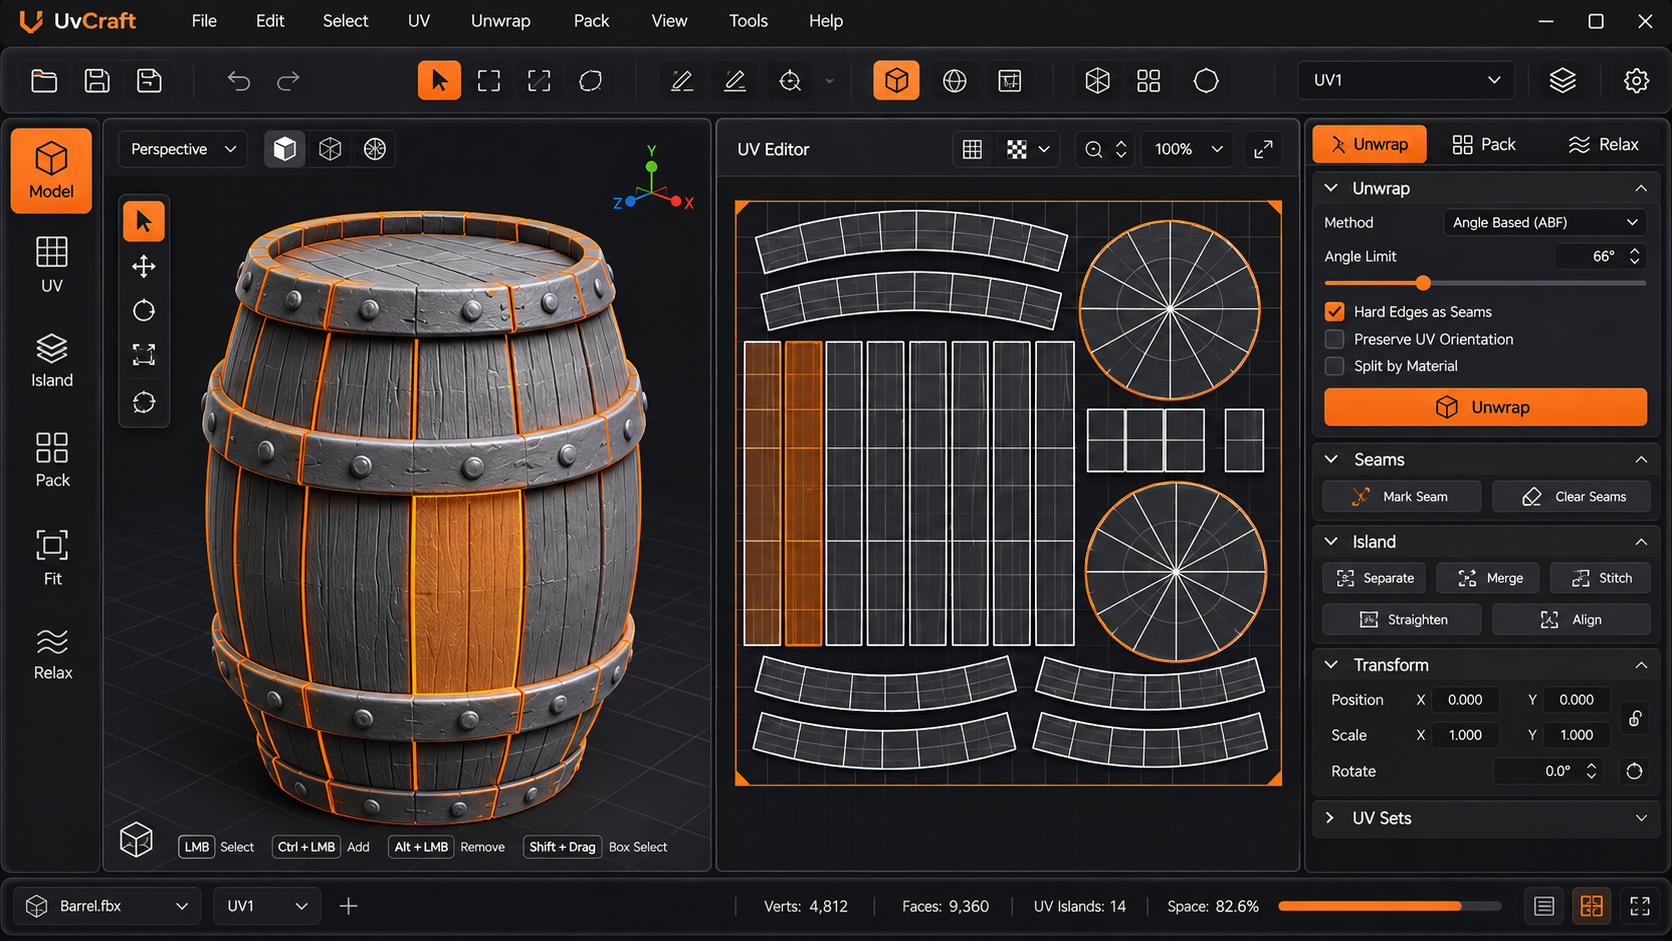 UvCraft File Edit Select UV Unwrap Pack View Tools Help
UV1
Model
UV
Island
Pack
Fit
Relax
Perspective
Y
Z
X
LMB Select Ctrl + LMB Add Alt + LMB Remove Shift + Drag Box Select
UV Editor 100%
Unwrap Pack Relax
Unwrap
Method Angle Based (ABF)
Angle Limit 66°
Hard Edges as Seams
Preserve UV Orientation
Split by Material
Unwrap
Seams
Mark Seam Clear Seams
Island
Separate Merge Stitch
Straighten Align
Transform
Position X 0.000 Y 0.000
Scale X 1.000 Y 1.000
Rotate 0.0°
UV Sets
Barrel.fbx UV1 Verts: 4,812 Faces: 9,360 UV Islands: 14 Space: 82.6%